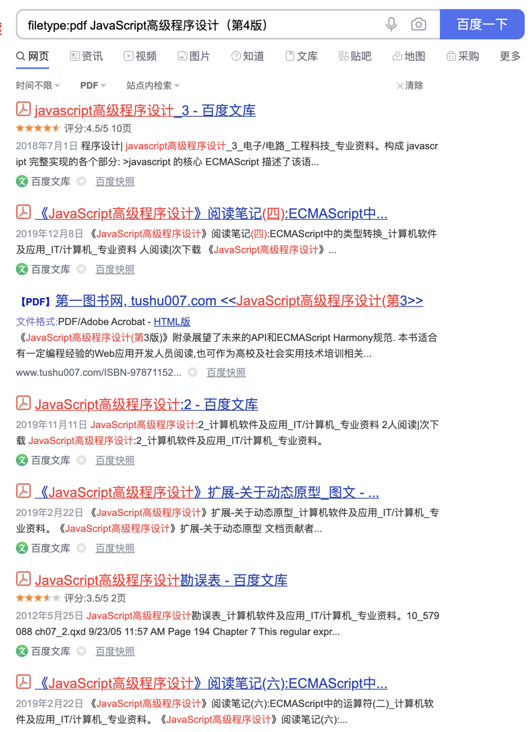 filetype:pdf JavaScript高级程序设计（第4版）
百度一下
网页 资讯 视频 图片 知道 文库 贴吧 地图 采购 更多
时间不限 PDF 站点内检索 清除
javascript高级程序设计_3 - 百度文库
评分:4.5/5 10页
2018年7月1日 程序设计| javascript高级程序设计_3_电子/电路_工程科技_专业资料。构成 javascr
ipt 完整实现的各个部分: >javascript 的核心 ECMAScript 描述了该语...
文 百度文库 百度快照
《JavaScript高级程序设计》阅读笔记(四):ECMAScript中...
2019年12月8日 《JavaScript高级程序设计》阅读笔记(四):ECMAScript中的类型转换_计算机软件
及应用_IT/计算机_专业资料 人阅读|次下载 《JavaScript高级程序设计》...
文 百度文库 百度快照
【PDF】 第一图书网, tushu007.com <<JavaScript高级程序设计(第3>>
文件格式:PDF/Adobe Acrobat - HTML版
《JavaScript高级程序设计(第3版)》附录展望了未来的API和ECMAScript Harmony规范. 本书适合
有一定编程经验的Web应用开发人员阅读,也可作为高校及社会实用技术培训相关...
www.tushu007.com/ISBN-97871152... 百度快照
JavaScript高级程序设计:2 - 百度文库
2019年11月11日 JavaScript高级程序设计:2_计算机软件及应用_IT/计算机_专业资料 2人阅读|次下
载 JavaScript高级程序设计:2_计算机软件及应用_IT/计算机_专业资料。
文 百度文库 百度快照
《JavaScript高级程序设计》扩展-关于动态原型_图文 - ...
2019年2月22日 《JavaScript高级程序设计》扩展-关于动态原型_计算机软件及应用_IT/计算机_专
业资料。《JavaScript高级程序设计》扩展-关于动态原型 文档贡献者...
文 百度文库 百度快照
JavaScript高级程序设计勘误表 - 百度文库
评分:3.5/5 2页
2012年5月25日 JavaScript高级程序设计勘误表_计算机软件及应用_IT/计算机_专业资料。10_579
088 ch07_2.qxd 9/23/05 11:57 AM Page 194 Chapter 7 This regular expr...
文 百度文库 百度快照
《JavaScript高级程序设计》阅读笔记(六):ECMAScript中...
2019年2月22日 《JavaScript高级程序设计》阅读笔记(六):ECMAScript中的运算符(二)_计算机软
件及应用_IT/计算机_专业资料。《JavaScript高级程序设计》阅读笔记(六):...